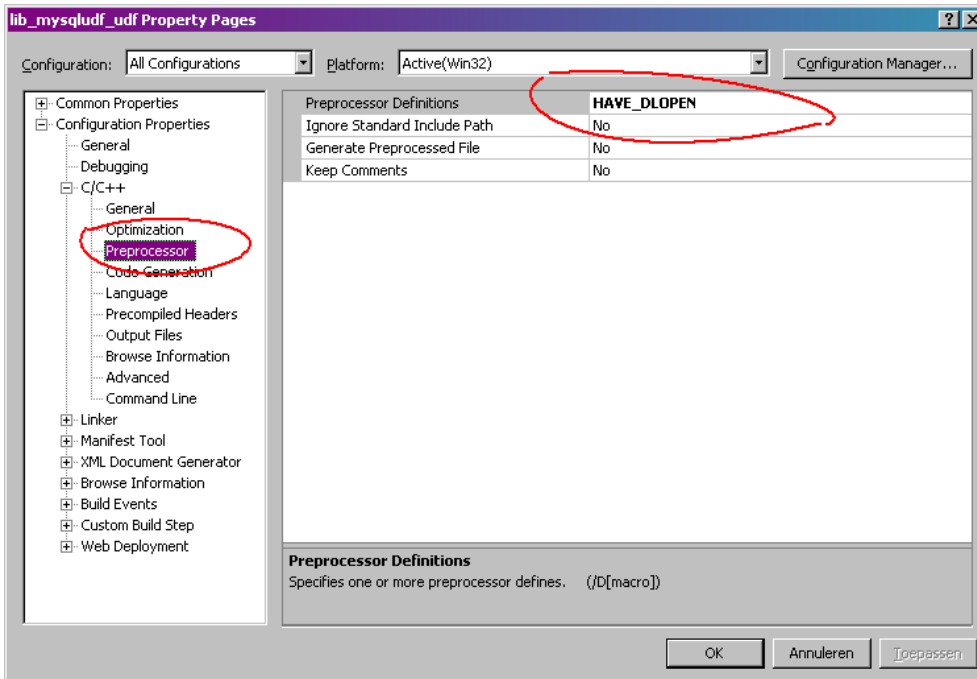 lib_mysqludf_udf Property Pages
Configuration: All Configurations Platform: Active(Win32) Configuration Manager...
Common Properties
Configuration Properties
General
Debugging
C/C++
General
Optimization
Preprocessor
Code Generation
Language
Precompiled Headers
Output Files
Browse Information
Advanced
Command Line
Linker
Manifest Tool
XML Document Generator
Browse Information
Build Events
Custom Build Step
Web Deployment
Preprocessor Definitions HAVE_DLOPEN
Ignore Standard Include Path No
Generate Preprocessed File No
Keep Comments No
Preprocessor Definitions
Specifies one or more preprocessor defines. (/D[macro])
OK Annuleren Toepassen